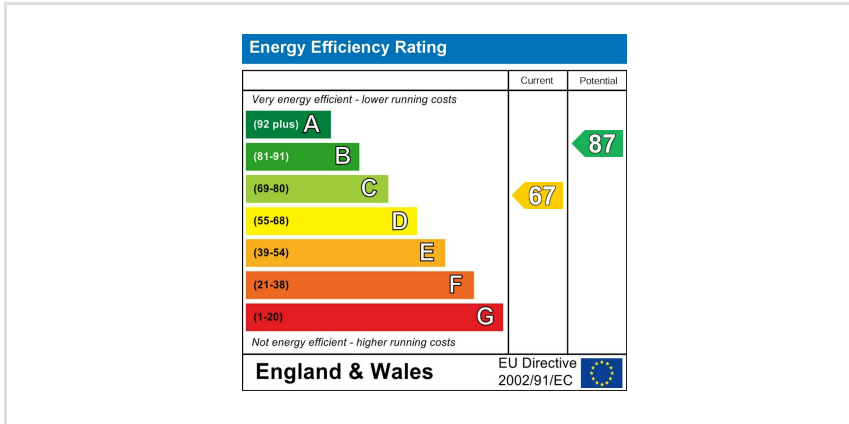 Energy Efficiency Rating
Current Potential
Very energy efficient - lower running costs
(92 plus) A
(81-91) B
87
(69-80) C
67
(55-68) D
(39-54) E
(21-38) F
(1-20) G
Not energy efficient - higher running costs
England & Wales
EU Directive
2002/91/EC